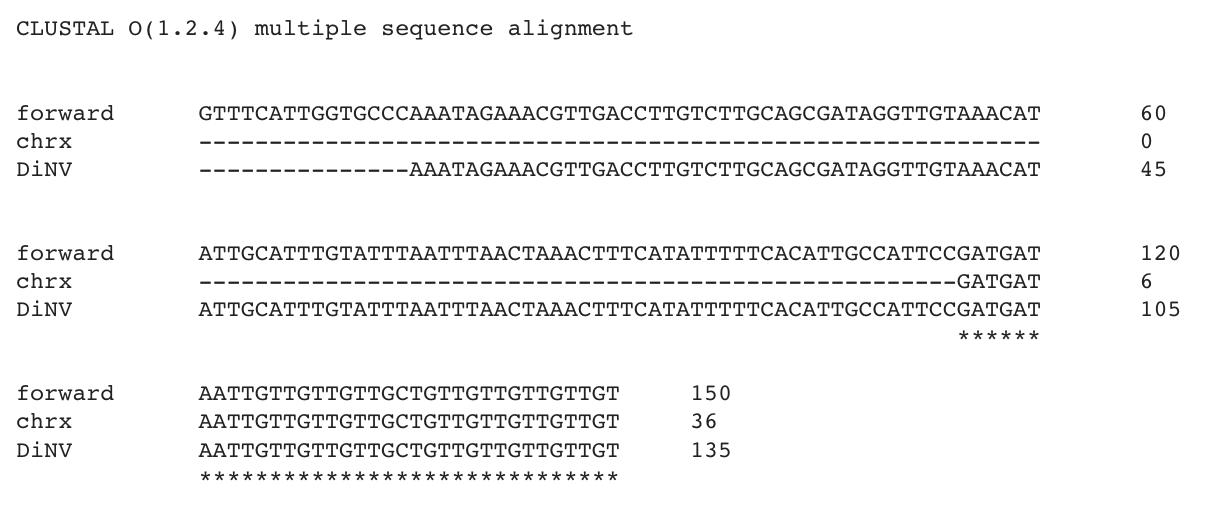 CLUSTAL O(1.2.4) multiple sequence alignment
forward GTTTCATTGGTGCCCAAATAGAAACGTTGACCTTGTCTTGCAGCGATAGGTTGTAAACAT 60
chrx ------------------------------------------------------------ 0
DiNV ---------------AAATAGAAACGTTGACCTTGTCTTGCAGCGATAGGTTGTAAACAT 45
forward ATTGCATTTGTATTTAATTTAACTAAACTTTCATATTTTTCACATTGCCATTCCGATGAT 120
chrx ------------------------------------------------------GATGAT 6
DiNV ATTGCATTTGTATTTAATTTAACTAAACTTTCATATTTTTCACATTGCCATTCCGATGAT 105
******
forward AATTGTTGTTGTTGCTGTTGTTGTTGTTGT 150
chrx AATTGTTGTTGTTGCTGTTGTTGTTGTTGT 36
DiNV AATTGTTGTTGTTGCTGTTGTTGTTGTTGT 135
******************************